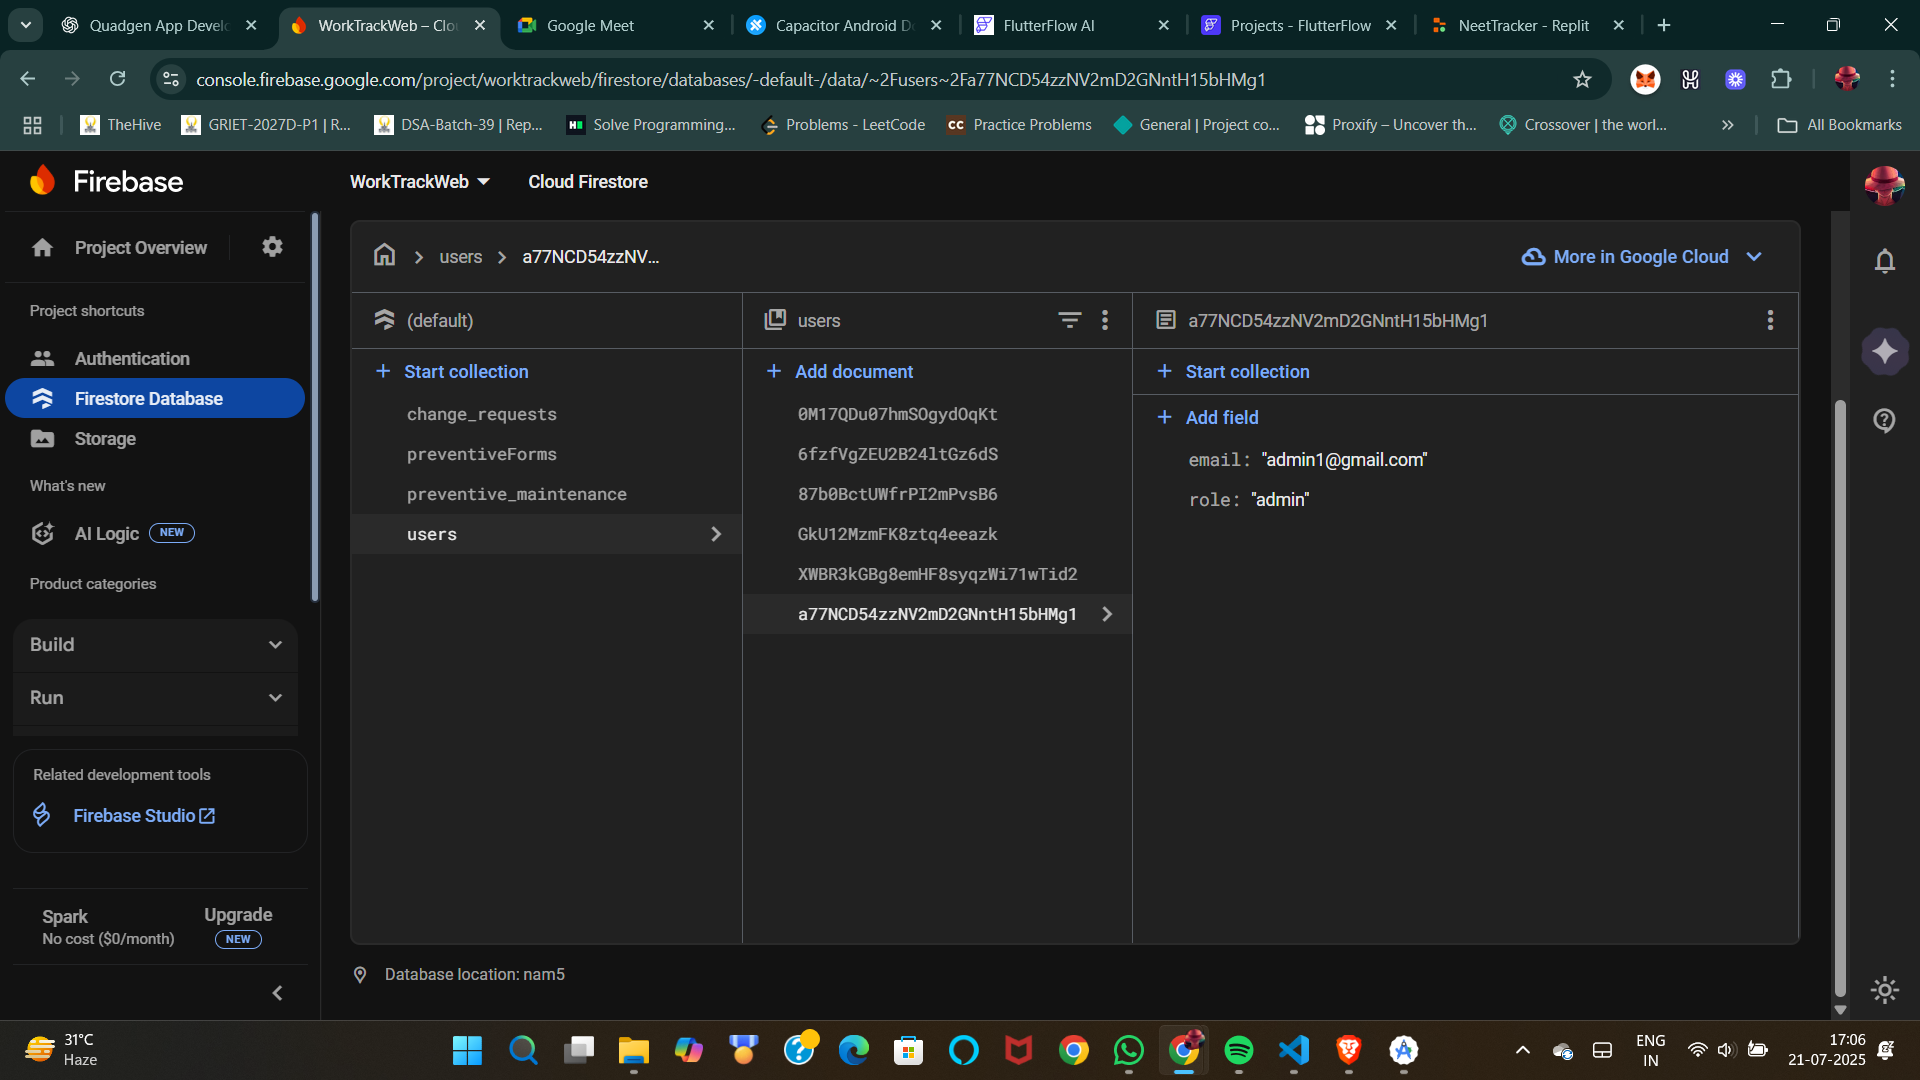 Quadgen App Develo
WorkTrackWeb – Clou
Google Meet
Capacitor Android De
FlutterFlow AI
Projects - FlutterFlow
NeetTracker - Replit
console.firebase.google.com/project/worktrackweb/firestore/databases/-default-/data/~2Fusers~2Fa77NCD54zzNV2mD2GNntH15bHMg1
TheHive
GRIET-2027D-P1 | R...
DSA-Batch-39 | Rep...
Solve Programming...
Problems - LeetCode
Practice Problems
General | Project co...
Proxify – Uncover th...
Crossover | the worl...
All Bookmarks
Firebase
WorkTrackWeb
Cloud Firestore
Project Overview
Project shortcuts
Authentication
Firestore Database
Storage
What's new
AI Logic
NEW
Product categories
Build
Run
Related development tools
Firebase Studio
Spark
No cost ($0/month)
Upgrade
NEW
users
a77NCD54zzNV...
More in Google Cloud
(default)
Start collection
change_requests
preventiveForms
preventive_maintenance
users
users
Add document
0M17QDu07hmSOgydOqKt
6fzfVgZEU2B24ltGz6dS
87b0BctUWfrPI2mPvsB6
GkU12MzmFK8ztq4eeazk
XWBR3kGBg8emHF8syqzWi71wTid2
a77NCD54zzNV2mD2GNntH15bHMg1
a77NCD54zzNV2mD2GNntH15bHMg1
Start collection
Add field
email: "admin1@gmail.com"
role: "admin"
Database location: nam5
31°C
Haze
ENG
IN
17:06
21-07-2025